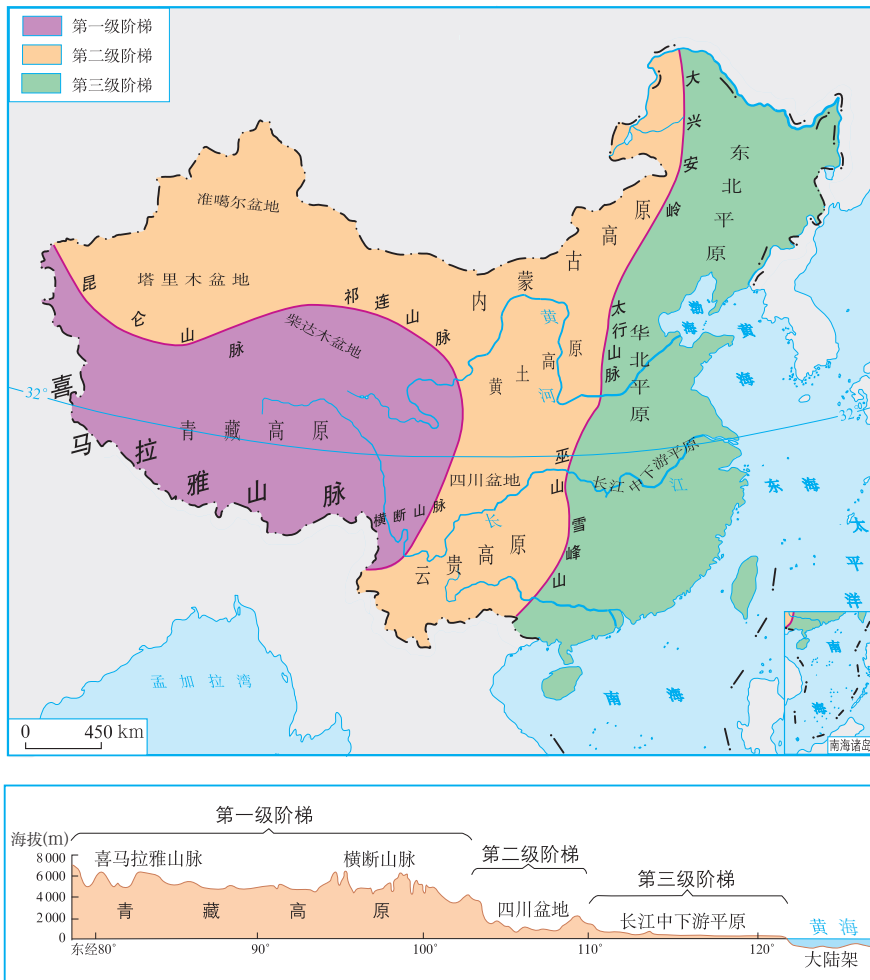 第一级阶梯
第二级阶梯
第三级阶梯
大兴安岭
东北平原
准噶尔盆地
塔里木盆地
昆仑山脉
祁连山脉
柴达木盆地
内蒙古高原
黄河
黄土高原
太行山脉
华北平原
渤海
黄海
32°
32°
喜马拉雅山脉
青藏高原
横断山脉
四川盆地
巫山
长江中下游平原
长江
东海
太平洋
云贵高原
雪峰山
孟加拉湾
南海
南海
南海诸岛
0 450 km
第一级阶梯
海拔(m)
第二级阶梯
8 000
喜马拉雅山脉
横断山脉
6 000
第三级阶梯
4 000
2 000
青藏高原
四川盆地
长江中下游平原
黄海
0
东经80°
90°
100°
110°
120°
大陆架